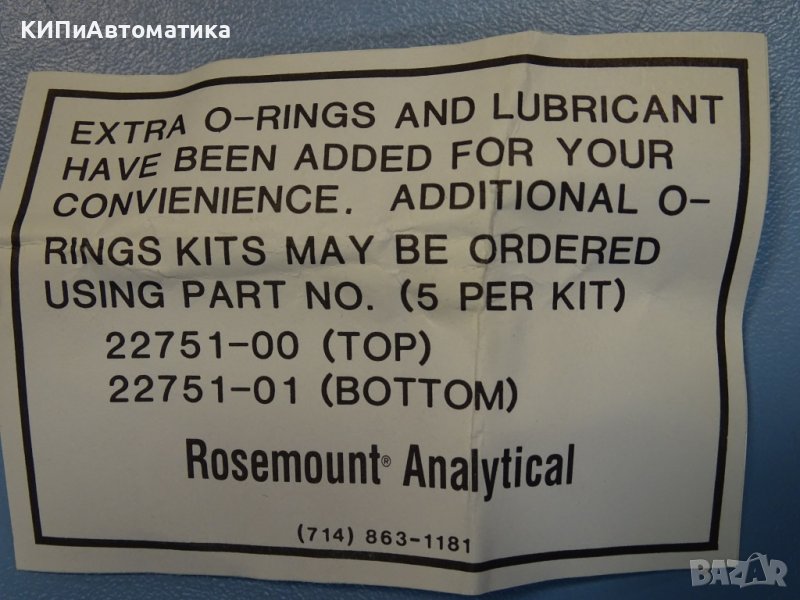 КИПиАвтоматика
EXTRA O-RINGS AND LUBRICANT
HAVE BEEN ADDED FOR YOUR
CONVIENIENCE. ADDITIONAL O-
RINGS KITS MAY BE ORDERED
USING PART NO. (5 PER KIT)
22751-00 (TOP)
22751-01 (BOTTOM)
Rosemount® Analytical
(714) 863-1181
BAZAR